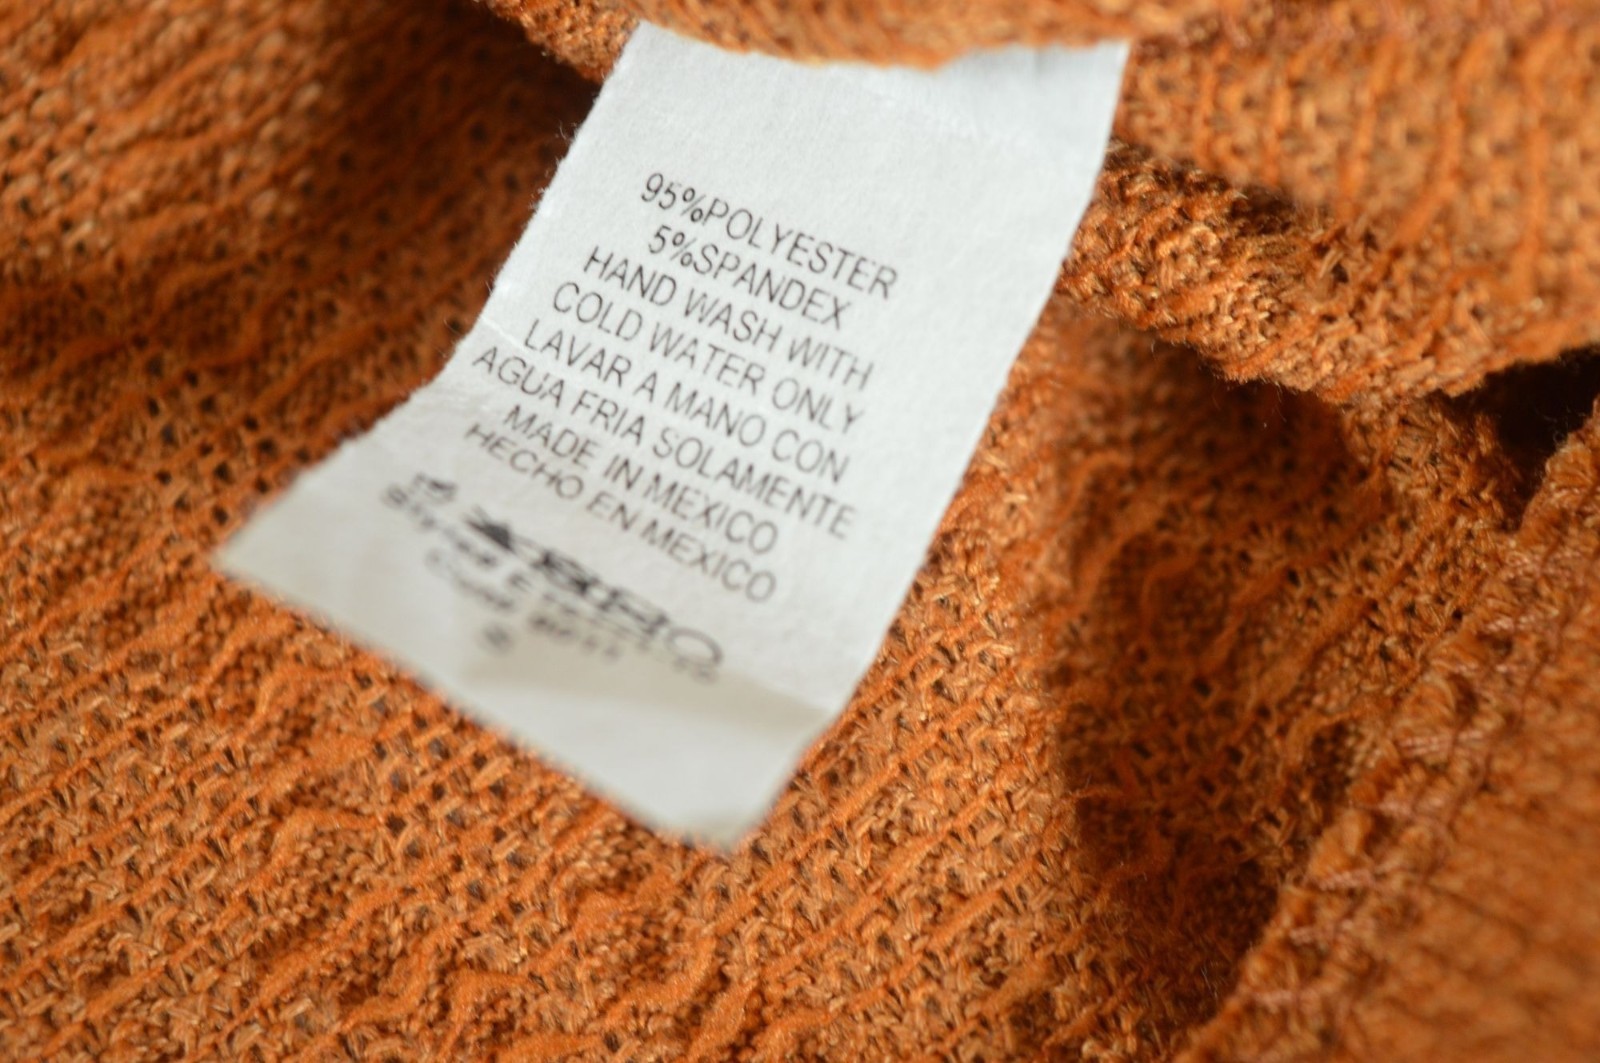 95%POLYESTER
5%SPANDEX
HAND WASH WITH
COLD WATER ONLY
LAVAR A MANO CON
AGUA FRIA SOLAMENTE
MADE IN MEXICO
HECHO EN MEXICO